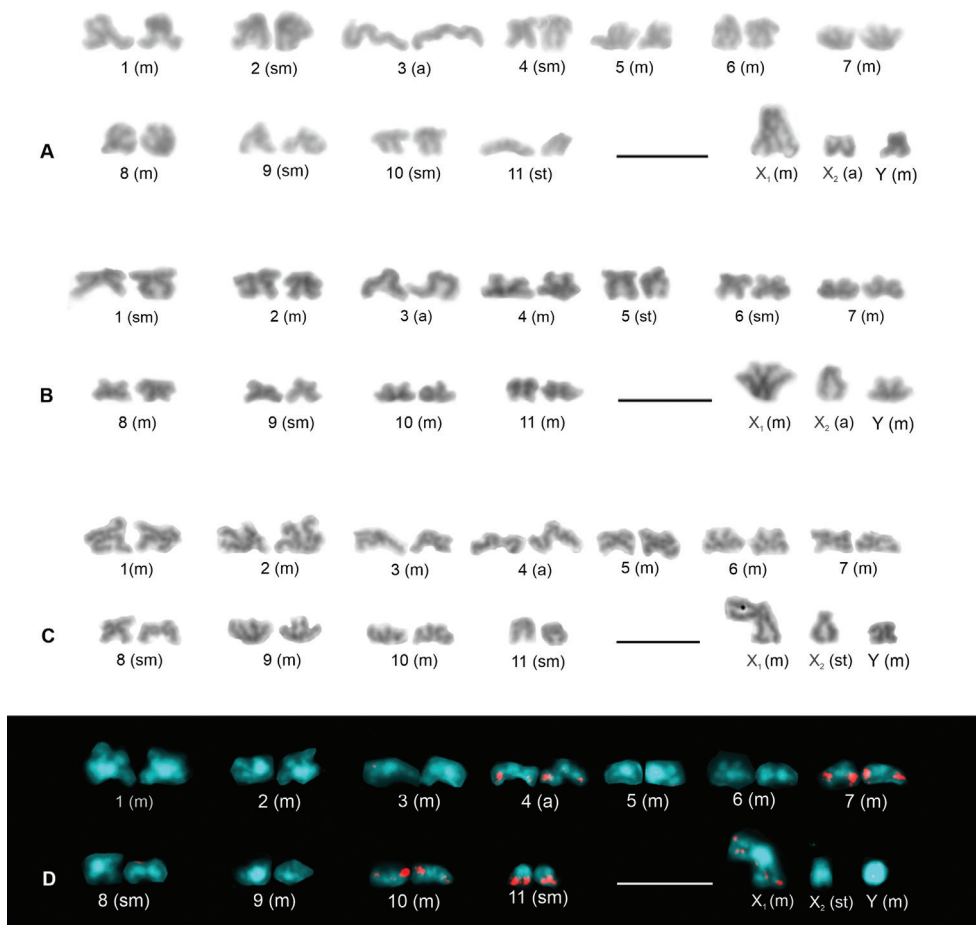 1 (m) 2 (sm) 3 (a) 4 (sm) 5 (m) 6 (m) 7 (m)
A
8 (m) 9 (sm) 10 (sm) 11 (st) X₁ (m) X₂ (a) Y (m)
1 (sm) 2 (m) 3 (a) 4 (m) 5 (st) 6 (sm) 7 (m)
B
8 (m) 9 (sm) 10 (m) 11 (m) X₁ (m) X₂ (a) Y (m)
1(m) 2 (m) 3 (m) 4 (a) 5 (m) 6 (m) 7 (m)
C
8 (sm) 9 (m) 10 (m) 11 (sm) X₁ (m) X₂ (st) Y (m)
1 (m) 2 (m) 3 (m) 4 (a) 5 (m) 6 (m) 7 (m)
D
8 (sm) 9 (m) 10 (m) 11 (sm) X₁ (m) X₂ (st) Y (m)